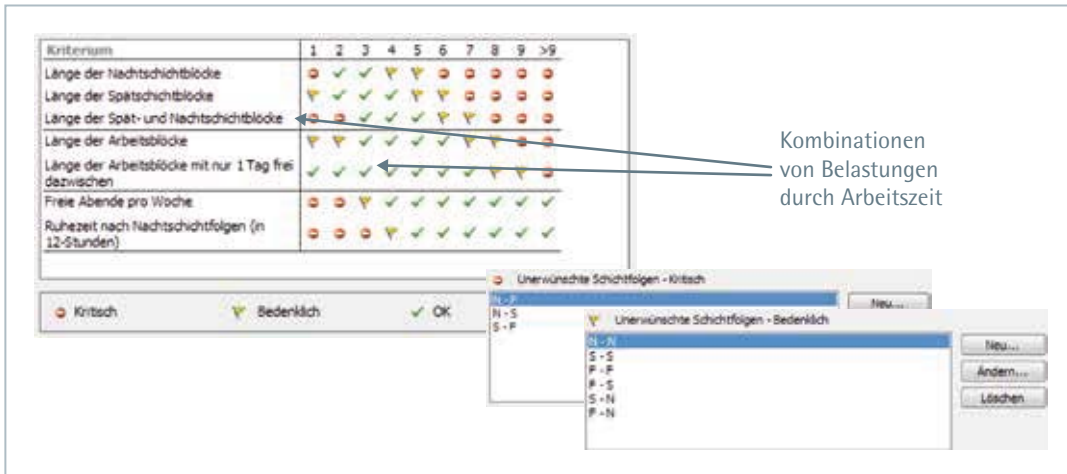 Kriterium 1 2 3 4 5 6 7 8 9 >9
Länge der Nachtschichtblöcke
Länge der Spätschichtblöcke
Länge der Spät- und Nachtschichtblöcke
Länge der Arbeitsblöcke
Länge der Arbeitsblöcke mit nur 1 Tag frei
dazwischen
Freie Abende pro Woche
Ruhezeit nach Nachtschichtfolgen (in
12-Stunden)
Kritisch Bedenklich OK
Kombinationen
von Belastungen
durch Arbeitszeit
Unerwünschte Schichtfolgen - Kritisch
N - F
N - S
S - F
Neu...
Unerwünschte Schichtfolgen - Bedenklich
N - N
S - S
F - F
F - S
S - N
F - N
Neu...
Ändern...
Löschen